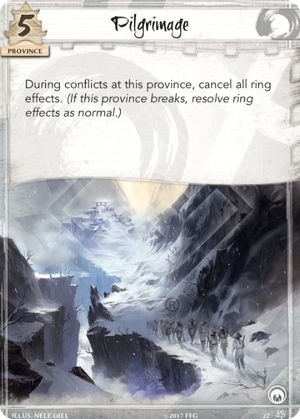 Pilgrimage
5
PROVINCE
During conflicts at this province, cancel all ring
effects. (If this province breaks, resolve ring
effects as normal.)
ILLUS. NELE DIEL
© 2017 FFG
22